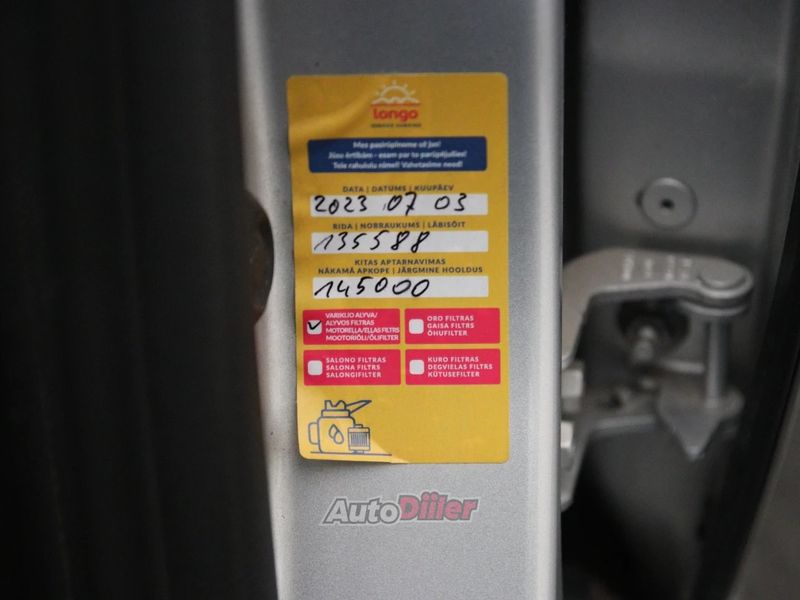 longo
Mes pasirūpinome už jus!
Jūsu ērtībām - esam par to parūpējušies!
Teie rahulolu nimel! Vahetasime need!
DATA | DATUMS | KUUPÄEV
2023 07 03
RIDA | NORRAUKUMS | LÄBISÕIT
135588
KITAS APTARNAVIMAS
NĀKAMĀ APKOPE | JÄRGMINE HOOLDUS
145000
VARIKLIO ALYVA/
ALYVOS FILTRAS
MOTOREĻĻA/EĻĻAS FILTRS
MOOTORIÕLI/ÕLIFILTER
ORO FILTRAS
GAISA FILTRS
ÕHUFILTER
SALONO FILTRAS
SALONA FILTRS
SALONGIFILTER
KURO FILTRAS
DEGVIELAS FILTRS
KÜTUSEFILTER
AutoDiiler